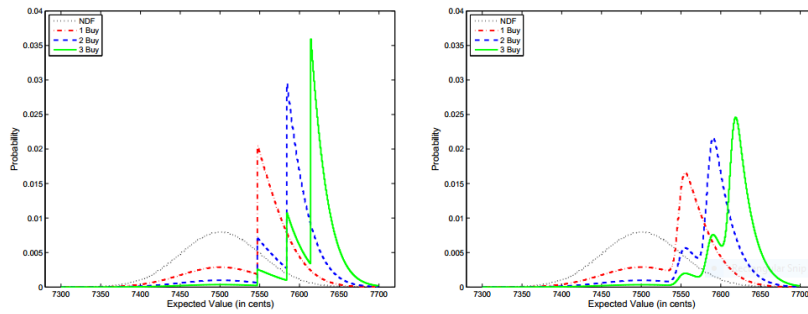 0.04
NDF
1 Buy
2 Buy
3 Buy
0.035
0.03
0.025
0.02
0.015
0.01
0.005
0
Probability
7300 7350 7400 7450 7500 7550 7600 7650 7700
Expected Value (in cents)
0.04
NDF
1 Buy
2 Buy
3 Buy
0.035
0.03
0.025
0.02
0.015
0.01
0.005
0
Probability
7300 7350 7400 7450 7500 7550 7600 7650 7700
Expected Value (in cents)
Snip